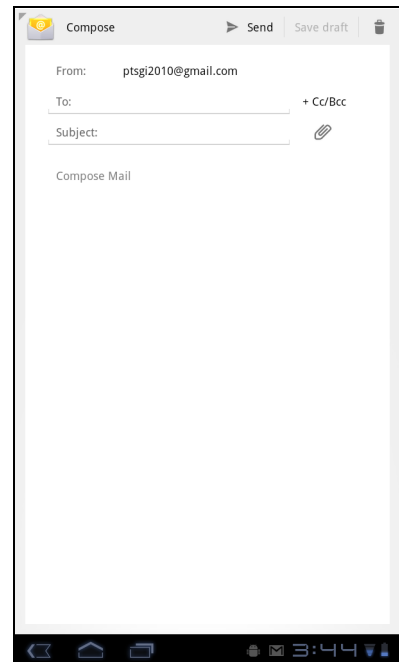 Compose Send Save draft
From: ptsgi2010@gmail.com
To: + Cc/Bcc
Subject:
Compose Mail
3:44